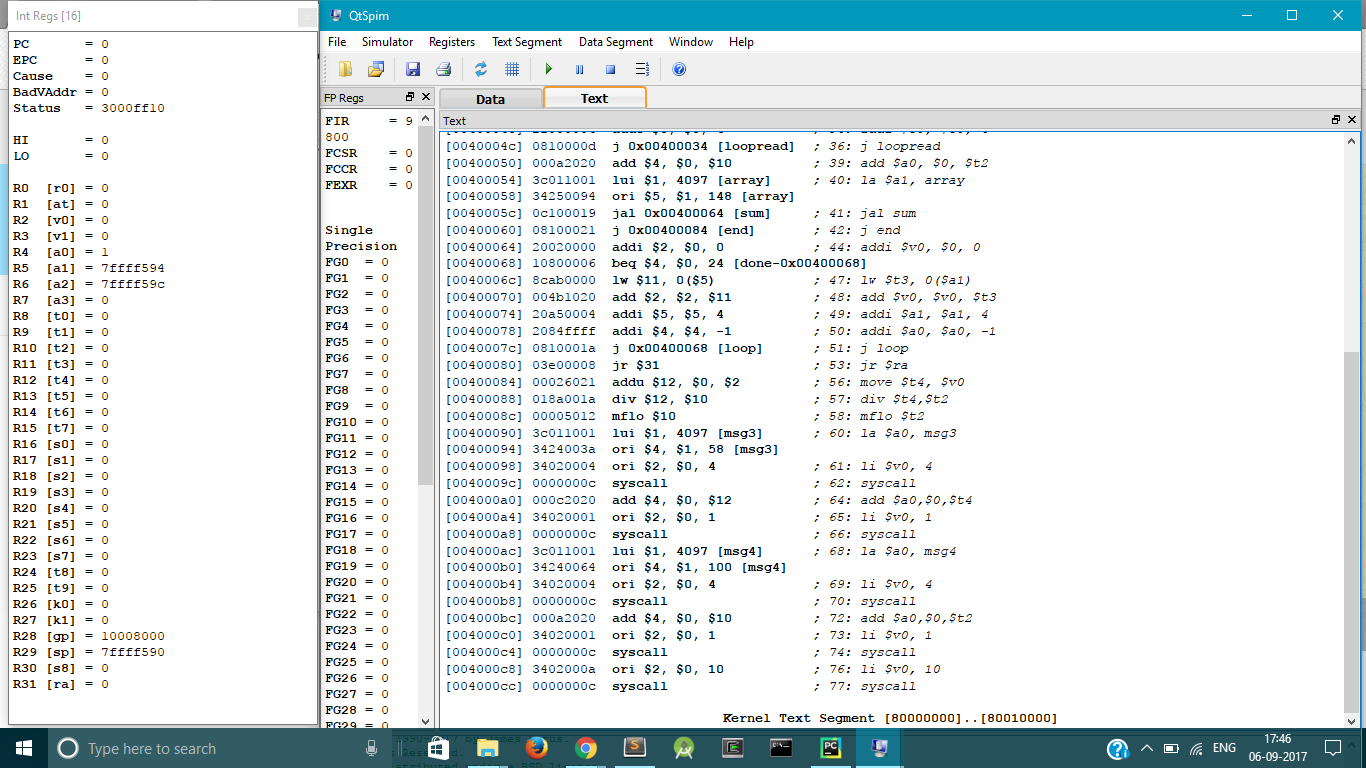 Int Regs [16]
PC = 0
EPC = 0
Cause = 0
BadVAddr = 0
Status = 3000ff10
HI = 0
LO = 0
R0 [r0] = 0
R1 [at] = 0
R2 [v0] = 0
R3 [v1] = 0
R4 [a0] = 1
R5 [a1] = 7ffff594
R6 [a2] = 7ffff59c
R7 [a3] = 0
R8 [t0] = 0
R9 [t1] = 0
R10 [t2] = 0
R11 [t3] = 0
R12 [t4] = 0
R13 [t5] = 0
R14 [t6] = 0
R15 [t7] = 0
R16 [s0] = 0
R17 [s1] = 0
R18 [s2] = 0
R19 [s3] = 0
R20 [s4] = 0
R21 [s5] = 0
R22 [s6] = 0
R23 [s7] = 0
R24 [t8] = 0
R25 [t9] = 0
R26 [k0] = 0
R27 [k1] = 0
R28 [gp] = 10008000
R29 [sp] = 7ffff590
R30 [s8] = 0
R31 [ra] = 0
QtSpim
File Simulator Registers Text Segment Data Segment Window Help
FP Regs
FIR = 9
800
FCSR = 0
FCCR = 0
FEXR = 0
Single
Precision
FG0 = 0
FG1 = 0
FG2 = 0
FG3 = 0
FG4 = 0
FG5 = 0
FG6 = 0
FG7 = 0
FG8 = 0
FG9 = 0
FG10 = 0
FG11 = 0
FG12 = 0
FG13 = 0
FG14 = 0
FG15 = 0
FG16 = 0
FG17 = 0
FG18 = 0
FG19 = 0
FG20 = 0
FG21 = 0
FG22 = 0
FG23 = 0
FG24 = 0
FG25 = 0
FG26 = 0
FG27 = 0
FG28 = 0
FG29 = 0
Data Text
Text
[0040004c] 0810000d j 0x00400034 [loopread] ; 36: j loopread
[00400050] 000a2020 add $4, $0, $10 ; 39: add $a0, $0, $t2
[00400054] 3c011001 lui $1, 4097 [array] ; 40: la $a1, array
[00400058] 34250094 ori $5, $1, 148 [array]
[0040005c] 0c100019 jal 0x00400064 [sum] ; 41: jal sum
[00400060] 08100021 j 0x00400084 [end] ; 42: j end
[00400064] 20020000 addi $2, $0, 0 ; 44: addi $v0, $0, 0
[00400068] 10800006 beq $4, $0, 24 [done-0x00400068]
[0040006c] 8cab0000 lw $11, 0($5) ; 47: lw $t3, 0($a1)
[00400070] 004b1020 add $2, $2, $11 ; 48: add $v0, $v0, $t3
[00400074] 20a50004 addi $5, $5, 4 ; 49: addi $a1, $a1, 4
[00400078] 2084ffff addi $4, $4, -1 ; 50: addi $a0, $a0, -1
[0040007c] 0810001a j 0x00400068 [loop] ; 51: j loop
[00400080] 03e00008 jr $31 ; 53: jr $ra
[00400084] 00026021 addu $12, $0, $2 ; 56: move $t4, $v0
[00400088] 018a001a div $12, $10 ; 57: div $t4,$t2
[0040008c] 00005012 mflo $10 ; 58: mflo $t2
[00400090] 3c011001 lui $1, 4097 [msg3] ; 60: la $a0, msg3
[00400094] 3424003a ori $4, $1, 58 [msg3]
[00400098] 34020004 ori $2, $0, 4 ; 61: li $v0, 4
[0040009c] 0000000c syscall ; 62: syscall
[004000a0] 000c2020 add $4, $0, $12 ; 64: add $a0,$0,$t4
[004000a4] 34020001 ori $2, $0, 1 ; 65: li $v0, 1
[004000a8] 0000000c syscall ; 66: syscall
[004000ac] 3c011001 lui $1, 4097 [msg4] ; 68: la $a0, msg4
[004000b0] 34240064 ori $4, $1, 100 [msg4]
[004000b4] 34020004 ori $2, $0, 4 ; 69: li $v0, 4
[004000b8] 0000000c syscall ; 70: syscall
[004000bc] 000a2020 add $4, $0, $10 ; 72: add $a0,$0,$t2
[004000c0] 34020001 ori $2, $0, 1 ; 73: li $v0, 1
[004000c4] 0000000c syscall ; 74: syscall
[004000c8] 3402000a ori $2, $0, 10 ; 76: li $v0, 10
[004000cc] 0000000c syscall ; 77: syscall
Kernel Text Segment [80000000]..[80010000]
Type here to search
ENG
17:46
06-09-2017